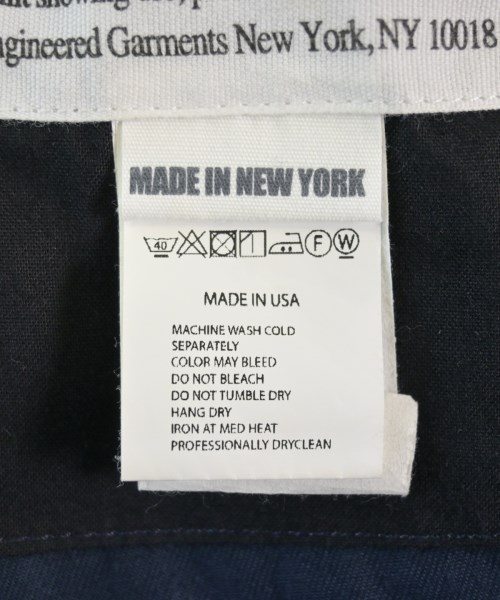 Engineered Garments New York, NY 10018
MADE IN NEW YORK
40 F W
MADE IN USA
MACHINE WASH COLD
SEPARATELY
COLOR MAY BLEED
DO NOT BLEACH
DO NOT TUMBLE DRY
HANG DRY
IRON AT MED HEAT
PROFESSIONALLY DRYCLEAN